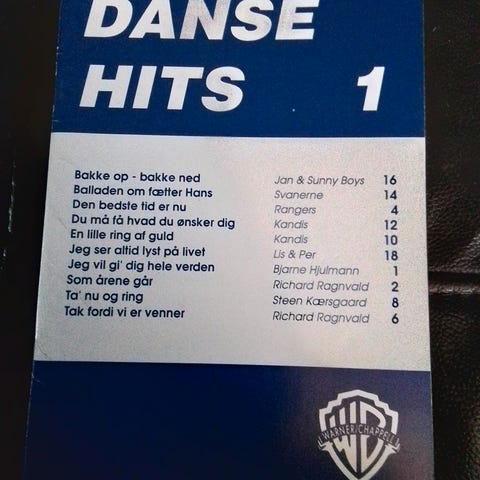 DANSE
HITS 1
Bakke op - bakke ned Jan & Sunny Boys 16
Balladen om fætter Hans Svanerne 14
Den bedste tid er nu Rangers 4
Du må få hvad du ønsker dig Kandis 12
En lille ring af guld Kandis 10
Jeg ser altid lyst på livet Lis & Per 18
Jeg vil gi' dig hele verden Bjarne Hjulmann 1
Som årene går Richard Ragnvald 2
Ta' nu og ring Steen Kærsgaard 8
Tak fordi vi er venner Richard Ragnvald 6
WARNER/CHAPPELL